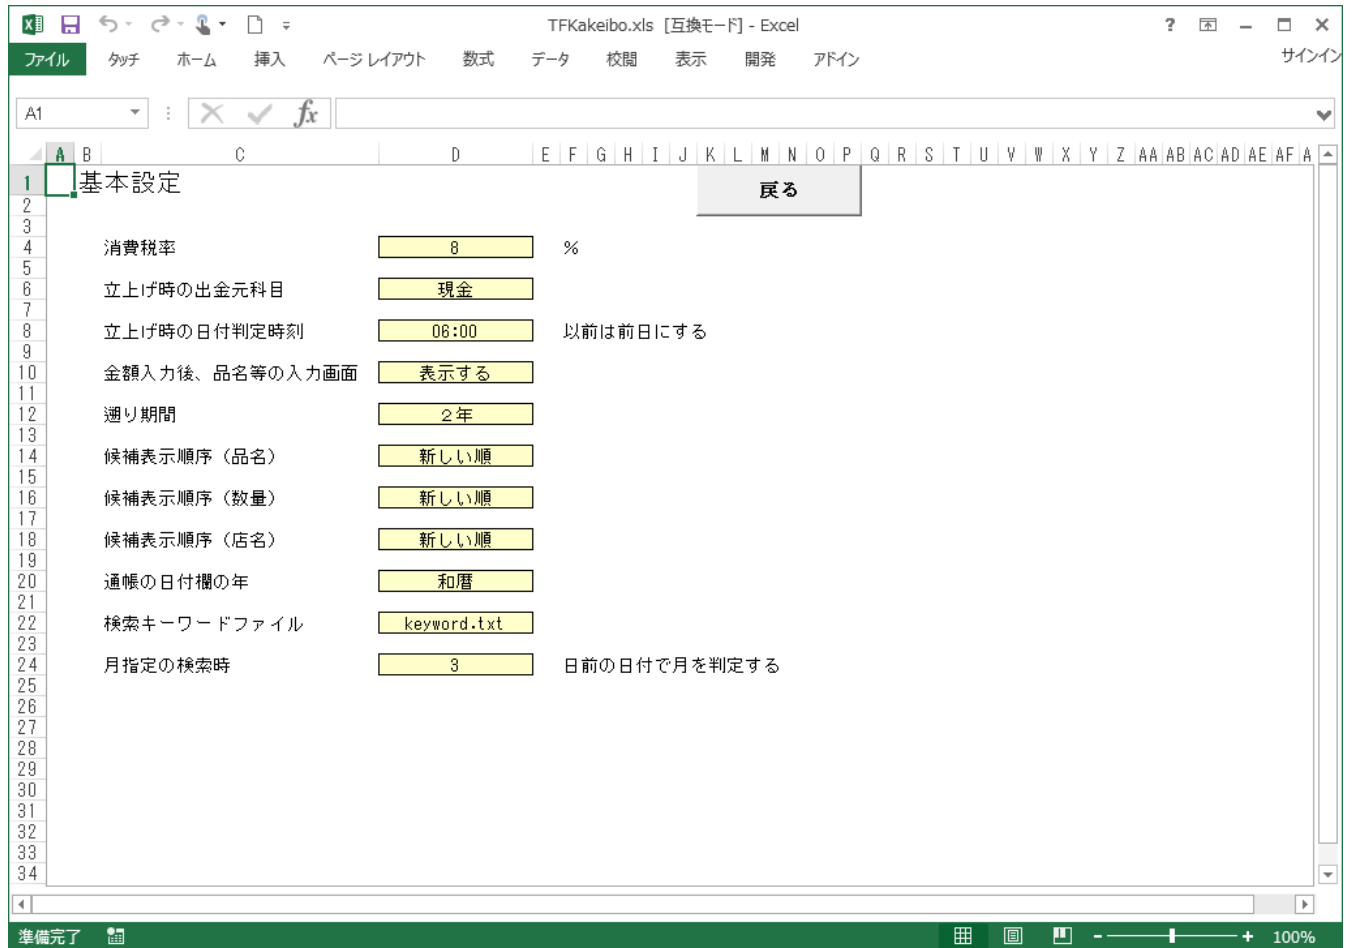 TFKakeibo.xls [互換モード] - Excel
?
ファイル タッチ ホーム 挿入 ページ レイアウト 数式 データ 校閲 表示 開発 アドイン サインイン
A1 fx
A B C D E F G H I J K L M N O P Q R S T U V W X Y Z AA AB AC AD AE AF A
1 基本設定 戻る
2
3
4 消費税率 8 %
5
6 立上げ時の出金元科目 現金
7
8 立上げ時の日付判定時刻 06:00 以前は前日にする
9
10 金額入力後、品名等の入力画面 表示する
11
12 遡り期間 2年
13
14 候補表示順序（品名） 新しい順
15
16 候補表示順序（数量） 新しい順
17
18 候補表示順序（店名） 新しい順
19
20 通帳の日付欄の年 和暦
21
22 検索キーワードファイル keyword.txt
23
24 月指定の検索時 3 日前の日付で月を判定する
25
26
27
28
29
30
31
32
33
34
準備完了 100%